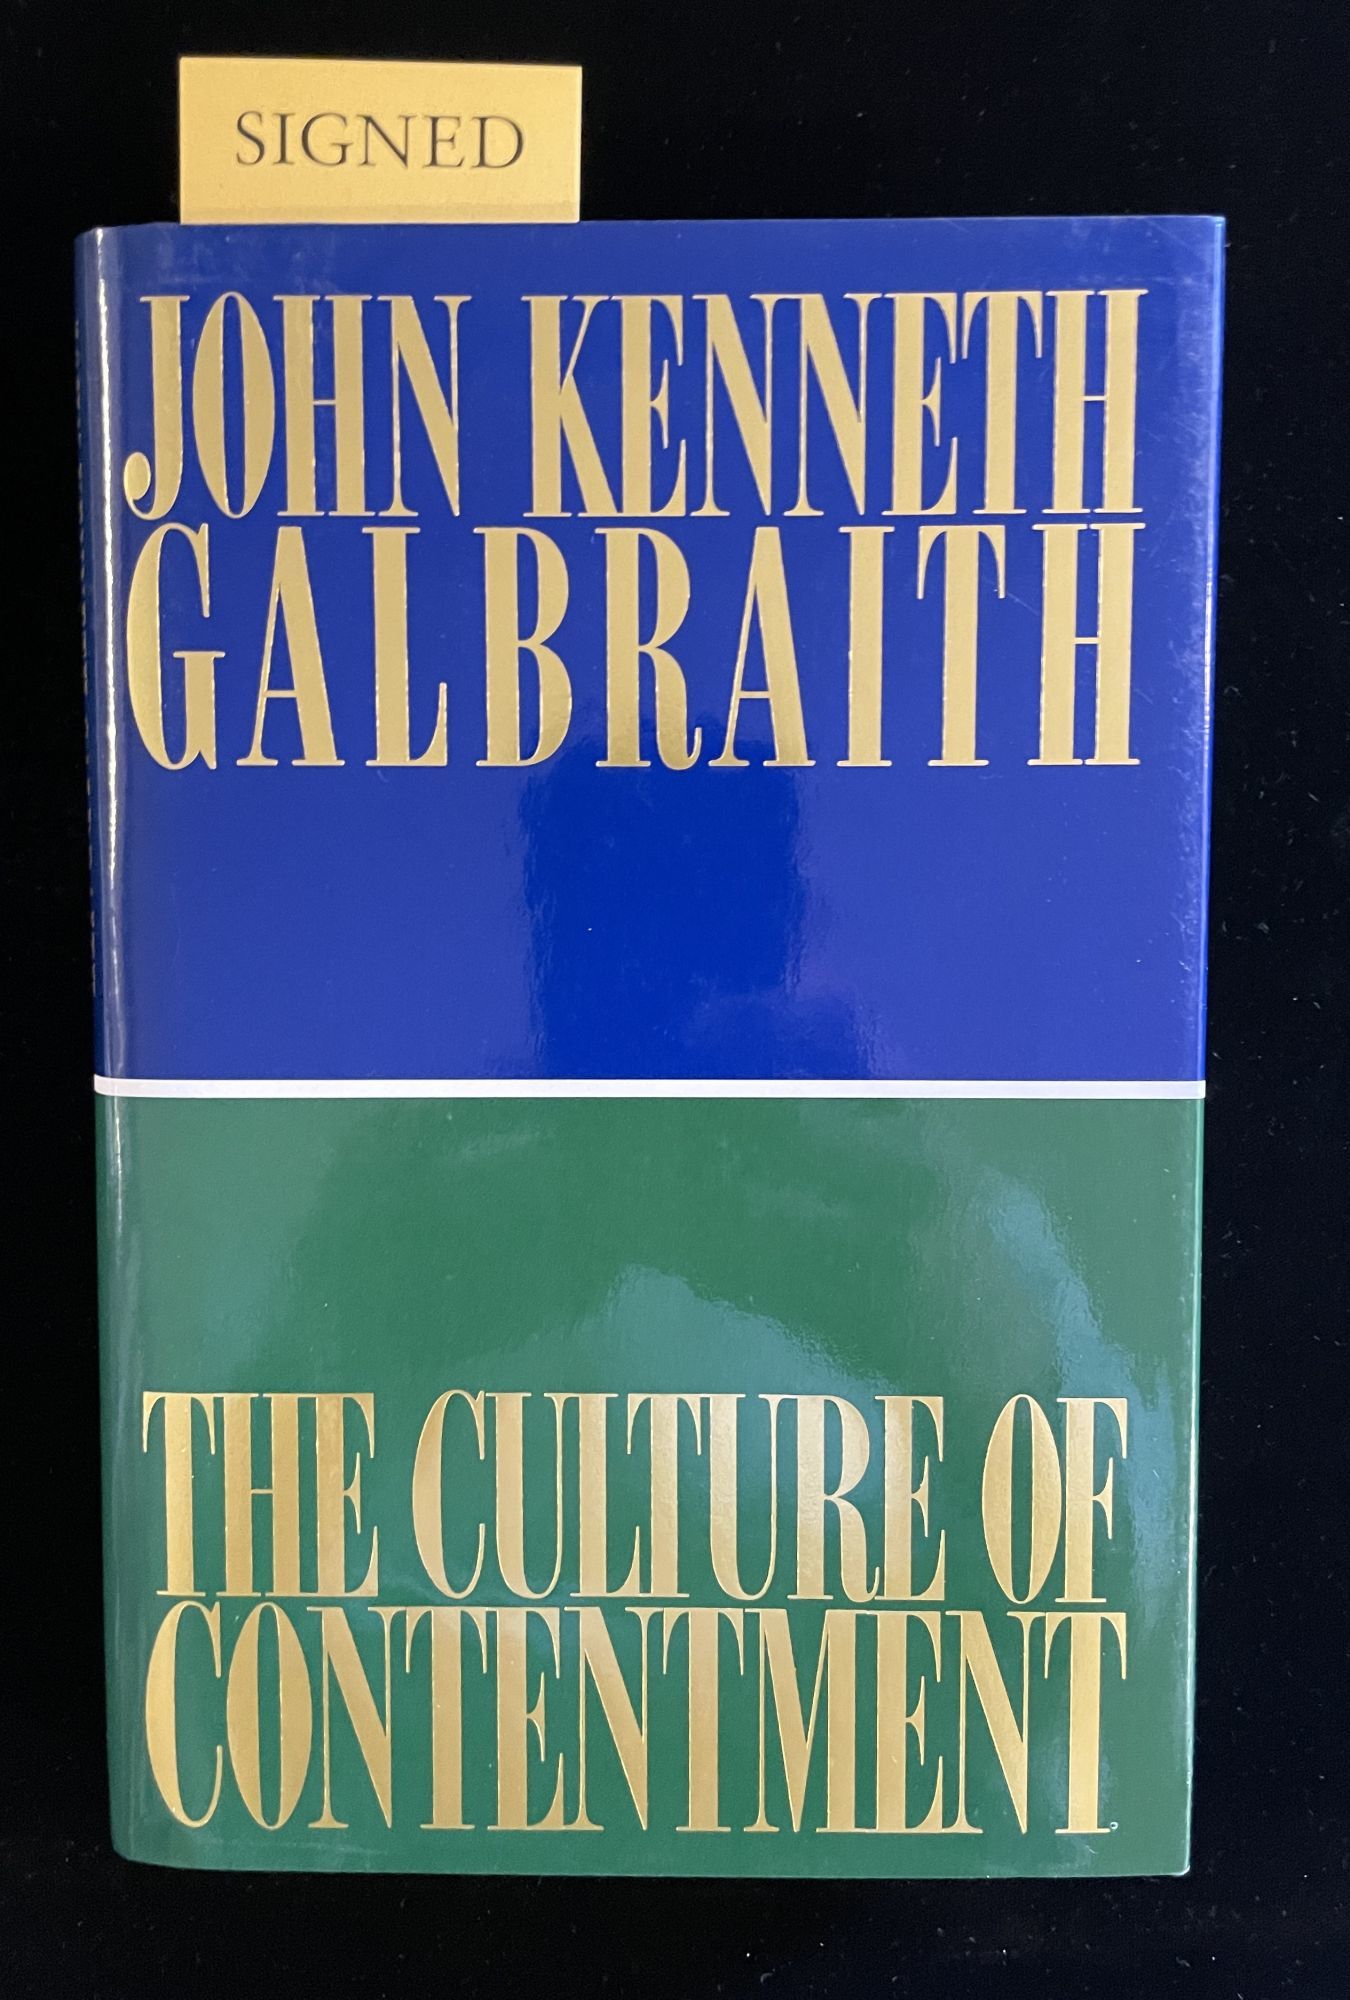 SIGNED
JOHN KENNETH
GALBRAITH
THE CULTURE OF
CONTENTMENT